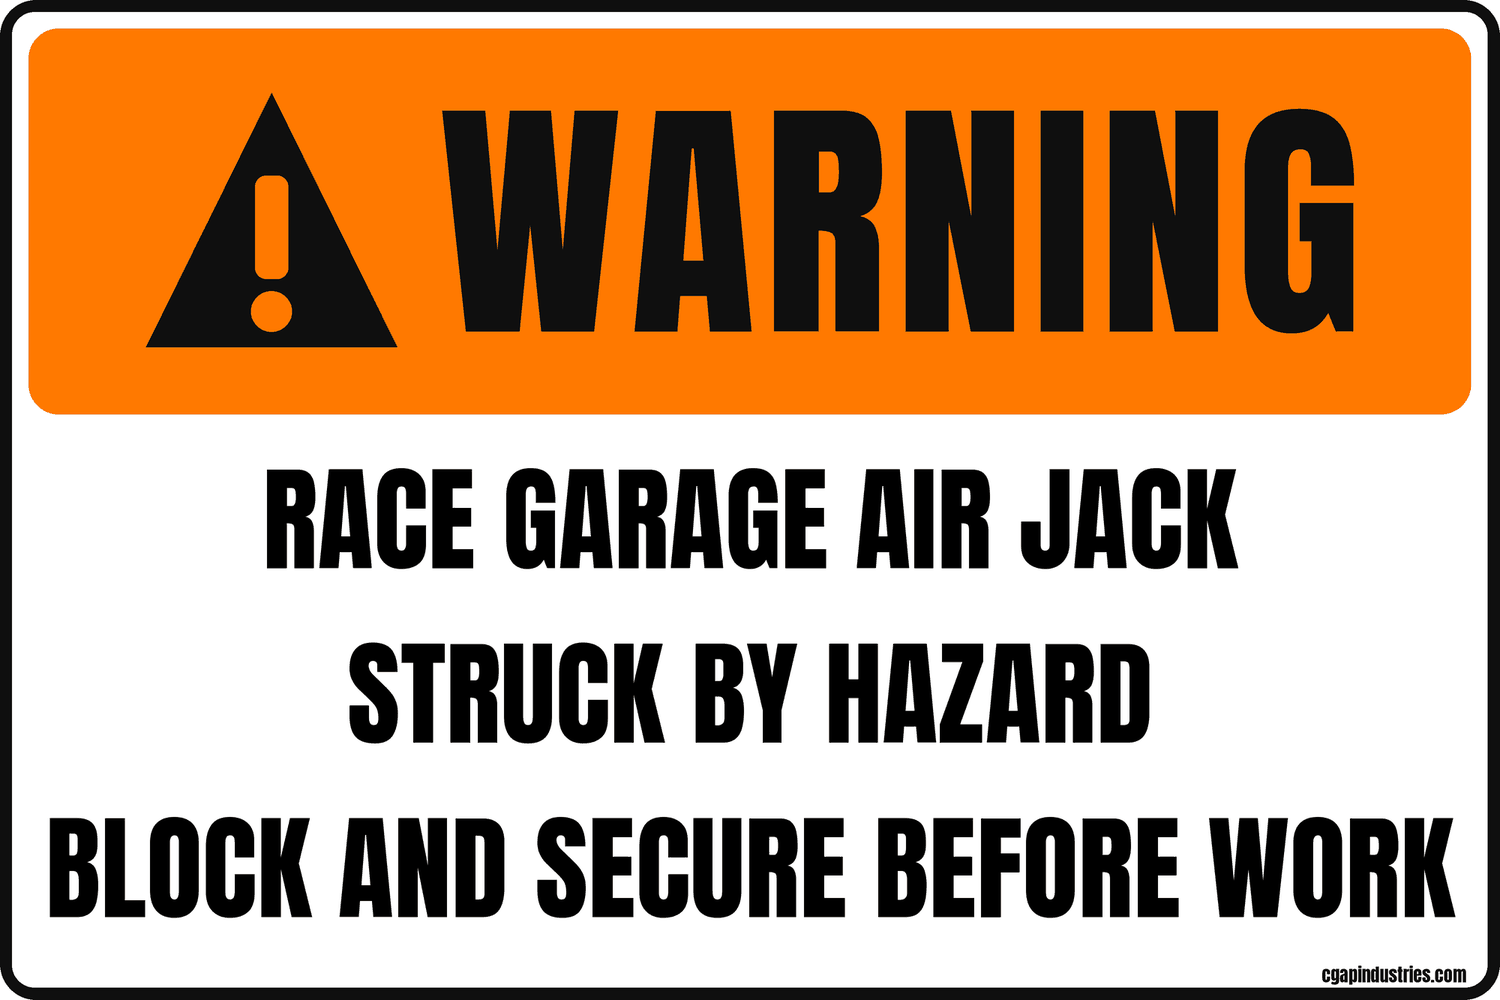 WARNING
RACE GARAGE AIR JACK
STRUCK BY HAZARD
BLOCK AND SECURE BEFORE WORK
cgapindustries.com